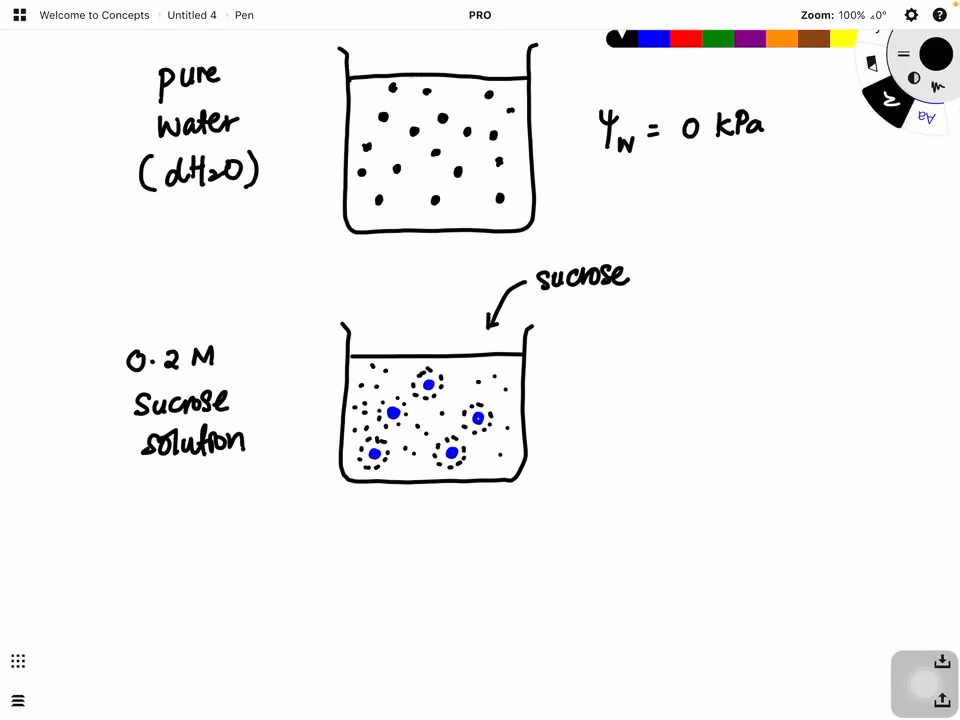 Welcome to Concepts › Untitled 4 › Pen
PRO
Zoom: 100% ⊿0°
pure
water
(dH2O)
Ψw = 0 kPa
Aa
sucrose
0.2 M
sucrose
solution